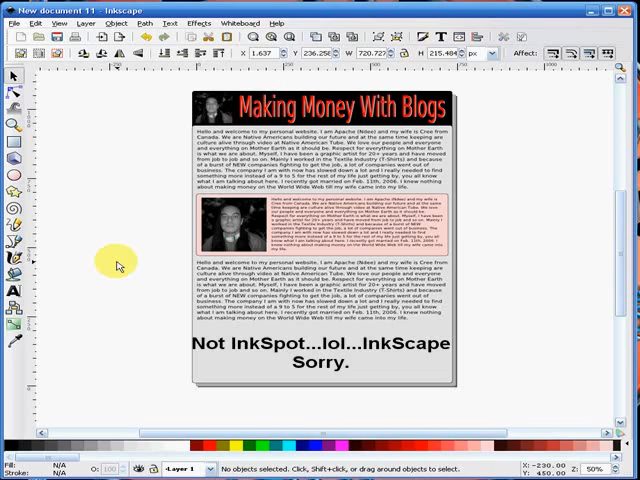 New document 11 - Inkscape
File Edit View Layer Object Path Text Effects Whiteboard Help
X 1.637 Y 236.258 W 720.727 H 215.484 px Affect:
Making Money With Blogs
Hello and welcome to my personal website. I am Apache (Ndee) and my wife is Cree from
Canada. We are Native Americans building our future and at the same time keeping are
culture alive through video at Native American Tube. We love our people and everyone
and everything on Mother Earth as it should be. Respect for everything on Mother Earth
is what we are about. Myself, I have been a graphic artist for 20+ years and have moved
from job to job and so on. Mainly I worked in the Textile Industry (T-Shirts) and because
of a burst of NEW companies fighting to get the job, a lot of companies went out of
business. The company I am with now has slowed down a lot and I really needed to find
something more instead of a 9 to 5 for the rest of my life just getting by, you all
know what I am talking about here. I recently got married on Feb. 11th, 2006. I knew nothing
about making money on the World Wide Web till my wife came into my life.
Hello and welcome to my personal website. I am Apache (Ndee) and my wife is Cree from
Canada. We are Native Americans building our future and at the same time keeping are
culture alive through video at Native American Tube. We love our people and everyone
and everything on Mother Earth as it should be. Respect for everything on Mother Earth
is what we are about. Myself, I have been a graphic artist for 20+ years and have moved
from job to job and so on. Mainly I worked in the Textile Industry (T-Shirts) and because
of a burst of NEW companies fighting to get the job, a lot of companies went out of
business. The company I am with now has slowed down a lot and I really needed to find
something more instead of a 9 to 5 for the rest of my life just getting by, you all
know what I am talking about here. I recently got married on Feb. 11th, 2006. I knew nothing
about making money on the World Wide Web till my wife came into my life.
Not InkSpot...lol...InkScape
Sorry.
Fill: N/A
Stroke: N/A
O: 100
Layer 1
No objects selected. Click, Shift+click, or drag around objects to select.
X: -230.00
Y: 450.00
Z: 50%